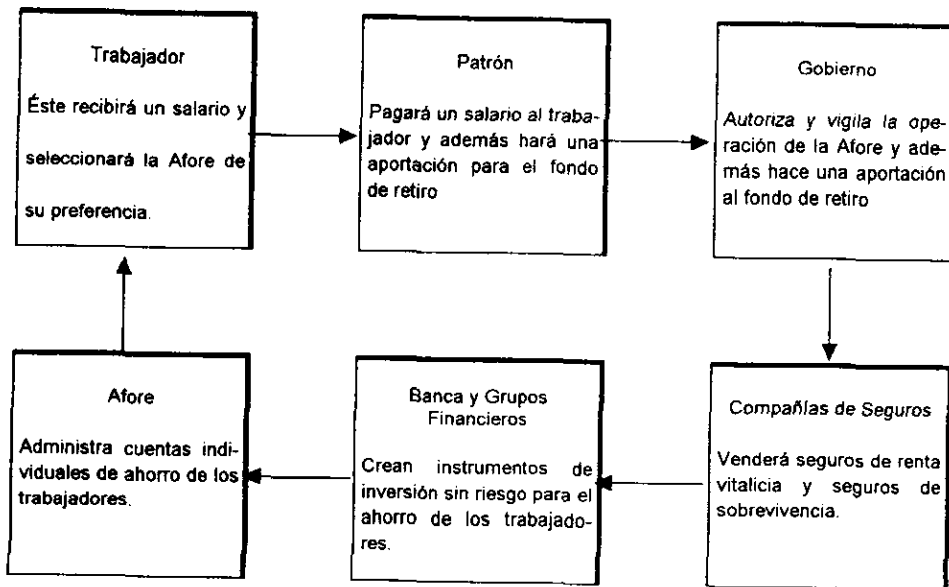 Trabajador
Éste recibirá un salario y
seleccionará la Afore de
su preferencia.
Patrón
Pagará un salario al traba-
jador y además hará una
aportación para el fondo
de retiro
Gobierno
Autoriza y vigila la ope-
ración de la Afore y ade-
más hace una aportación
al fondo de retiro
Compañías de Seguros
Venderá seguros de renta
vitalicia y seguros de
sobrevivencia.
Banca y Grupos
Financieros
Crean instrumentos de
inversión sin riesgo para el
ahorro de los trabajado-
res.
Afore
Administra cuentas indi-
viduales de ahorro de los
trabajadores.